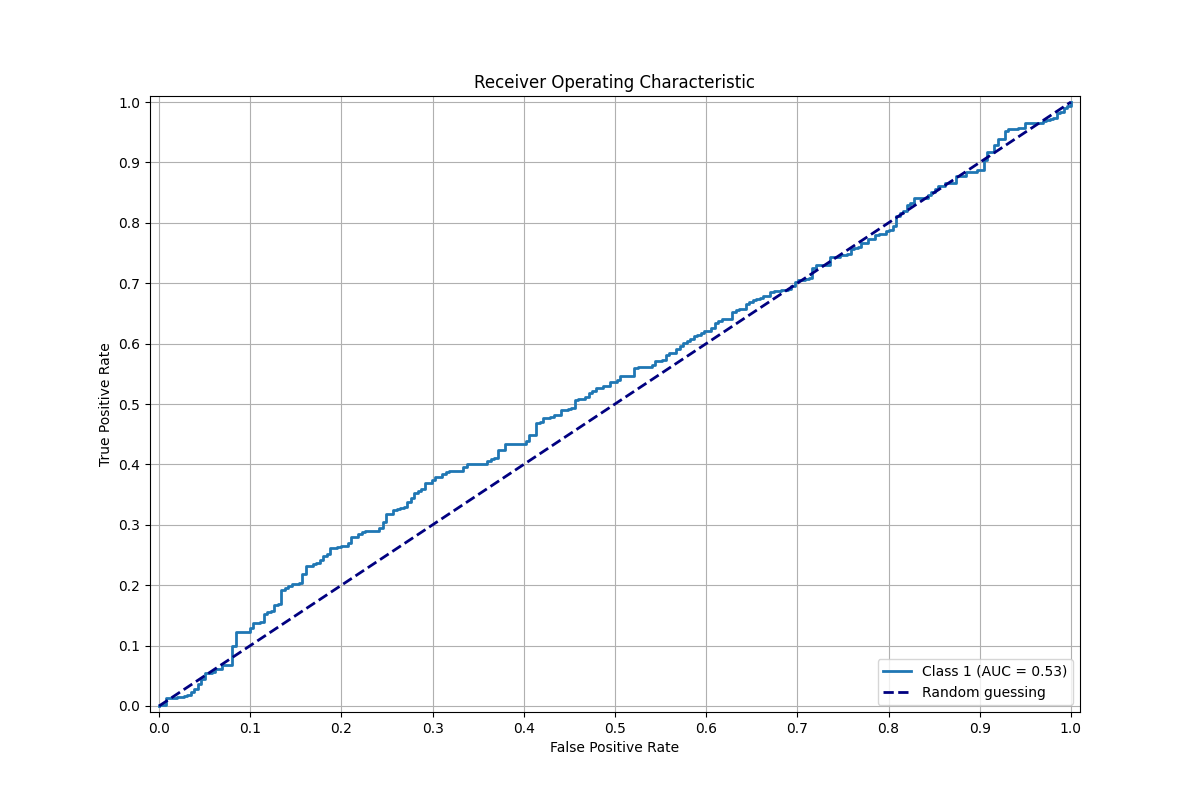 Receiver Operating Characteristic
True Positive Rate
1.0
0.9
0.8
0.7
0.6
0.5
0.4
0.3
0.2
0.1
0.0
Class 1 (AUC = 0.53)
Random guessing
0.0 0.1 0.2 0.3 0.4 0.5 0.6 0.7 0.8 0.9 1.0
False Positive Rate